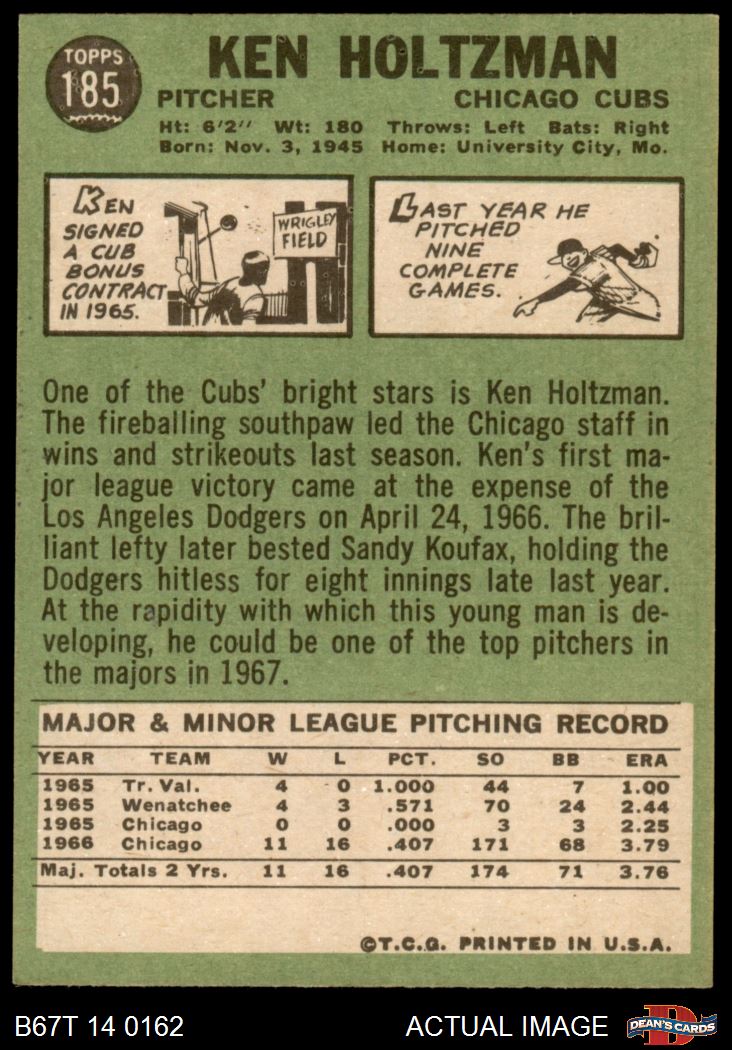 TOPPS
185
KEN HOLTZMAN
PITCHER CHICAGO CUBS
Ht: 6'2" Wt: 180 Throws: Left Bats: Right
Born: Nov. 3, 1945 Home: University City, Mo.
KEN
SIGNED
A CUB
BONUS
CONTRACT
IN 1965.
WRIGLEY
FIELD
LAST YEAR HE
PITCHED
NINE
COMPLETE
GAMES.
One of the Cubs' bright stars is Ken Holtzman.
The fireballing southpaw led the Chicago staff in
wins and strikeouts last season. Ken's first ma-
jor league victory came at the expense of the
Los Angeles Dodgers on April 24, 1966. The bril-
liant lefty later bested Sandy Koufax, holding the
Dodgers hitless for eight innings late last year.
At the rapidity with which this young man is de-
veloping, he could be one of the top pitchers in
the majors in 1967.
MAJOR & MINOR LEAGUE PITCHING RECORD
YEAR TEAM W L PCT. SO BB ERA
1965 Tr. Val. 4 0 1.000 44 7 1.00
1965 Wenatchee 4 3 .571 70 24 2.44
1965 Chicago 0 0 .000 3 3 2.25
1966 Chicago 11 16 .407 171 68 3.79
Maj. Totals 2 Yrs. 11 16 .407 174 71 3.76
©T.C.G. PRINTED IN U.S.A.
B67T 14 0162 ACTUAL IMAGE
D
DEAN'S CARDS